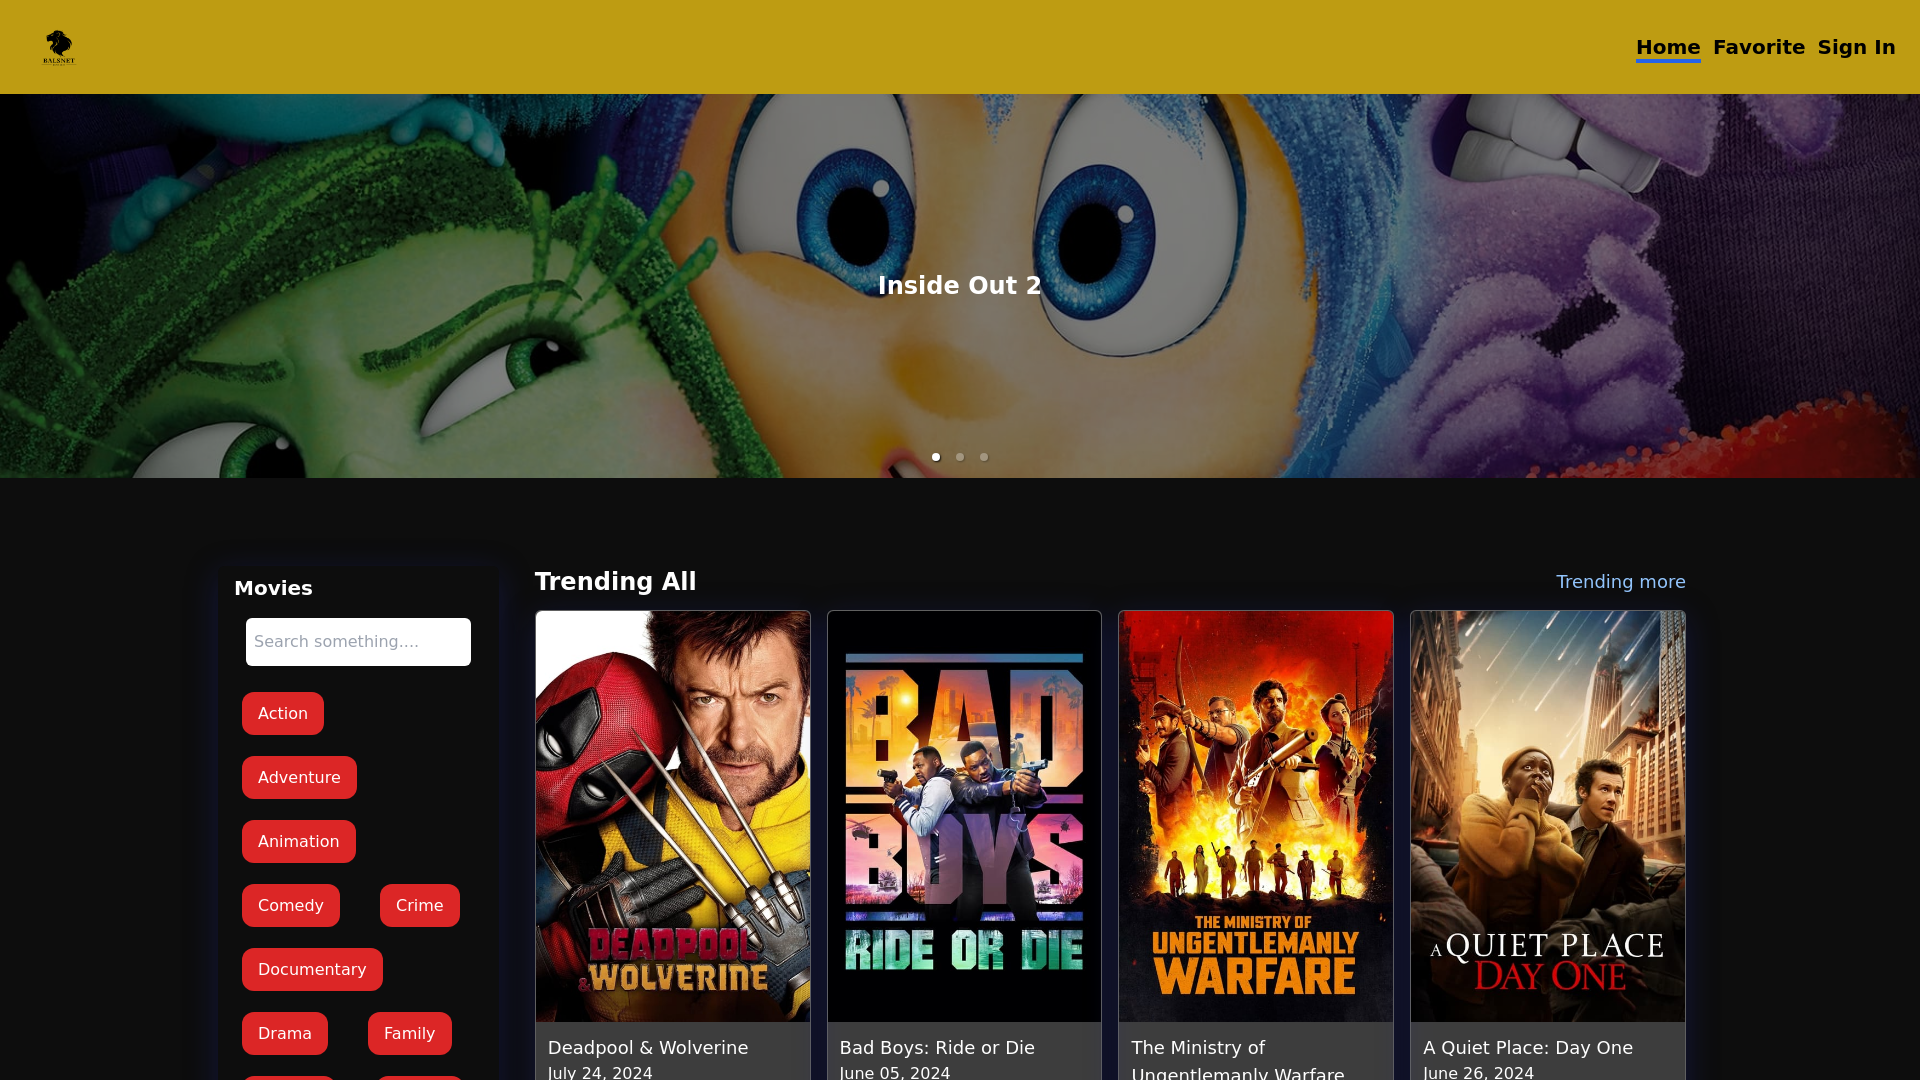 BALSNET
Home Favorite Sign In
Inside Out 2
Movies
Search something....
Action
Adventure
Animation
Comedy Crime
Documentary
Drama Family
Trending All
Trending more
DEADPOOL
& WOLVERINE
Deadpool & Wolverine
July 24, 2024
BAD
BOYS
RIDE OR DIE
Bad Boys: Ride or Die
June 05, 2024
THE MINISTRY OF
UNGENTLEMANLY
WARFARE
The Ministry of
Ungentlemanly Warfare
A QUIET PLACE
DAY ONE
A Quiet Place: Day One
June 26, 2024